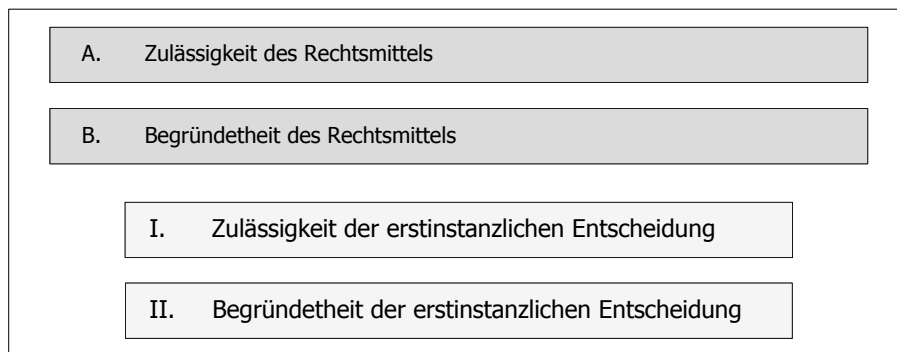 A. Zulässigkeit des Rechtsmittels
B. Begründetheit des Rechtsmittels
I. Zulässigkeit der erstinstanzlichen Entscheidung
II. Begründetheit der erstinstanzlichen Entscheidung